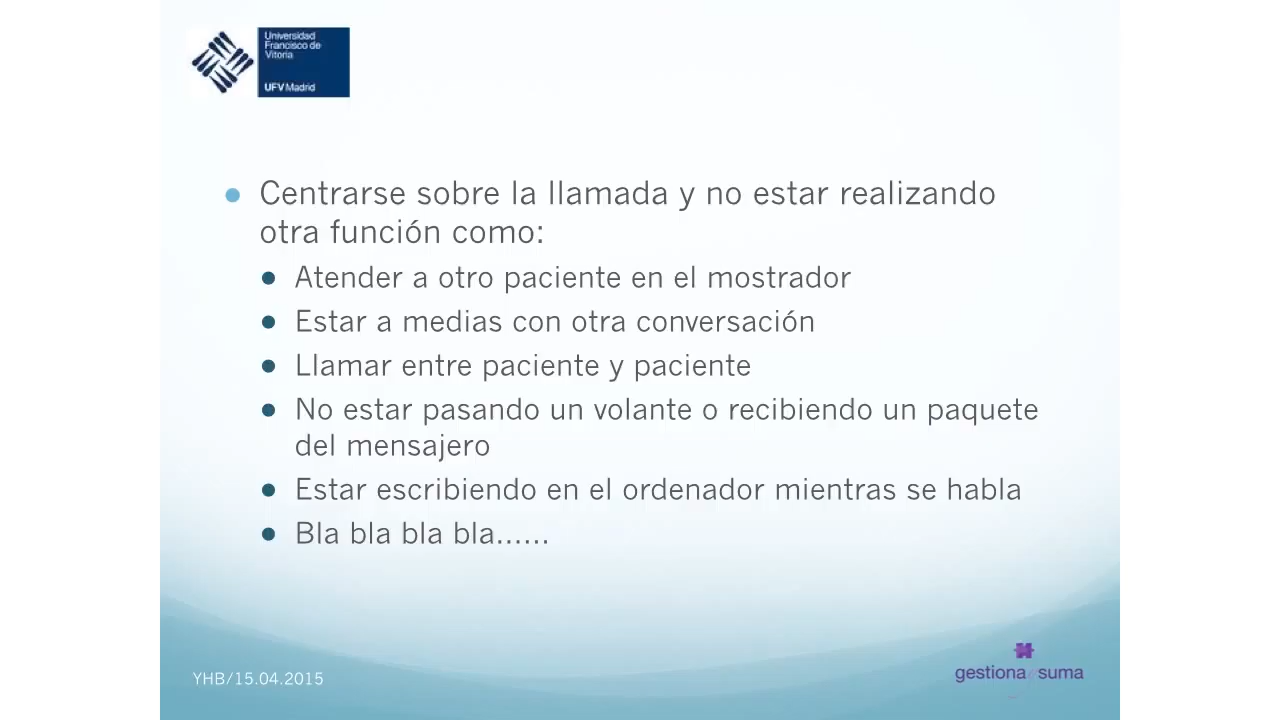 Universidad
Francisco de
Vitoria
UFV Madrid
Centrarse sobre la llamada y no estar realizando
otra función como:
Atender a otro paciente en el mostrador
Estar a medias con otra conversación
Llamar entre paciente y paciente
No estar pasando un volante o recibiendo un paquete
del mensajero
Estar escribiendo en el ordenador mientras se habla
Bla bla bla bla......
YHB/15.04.2015
gestiona y suma